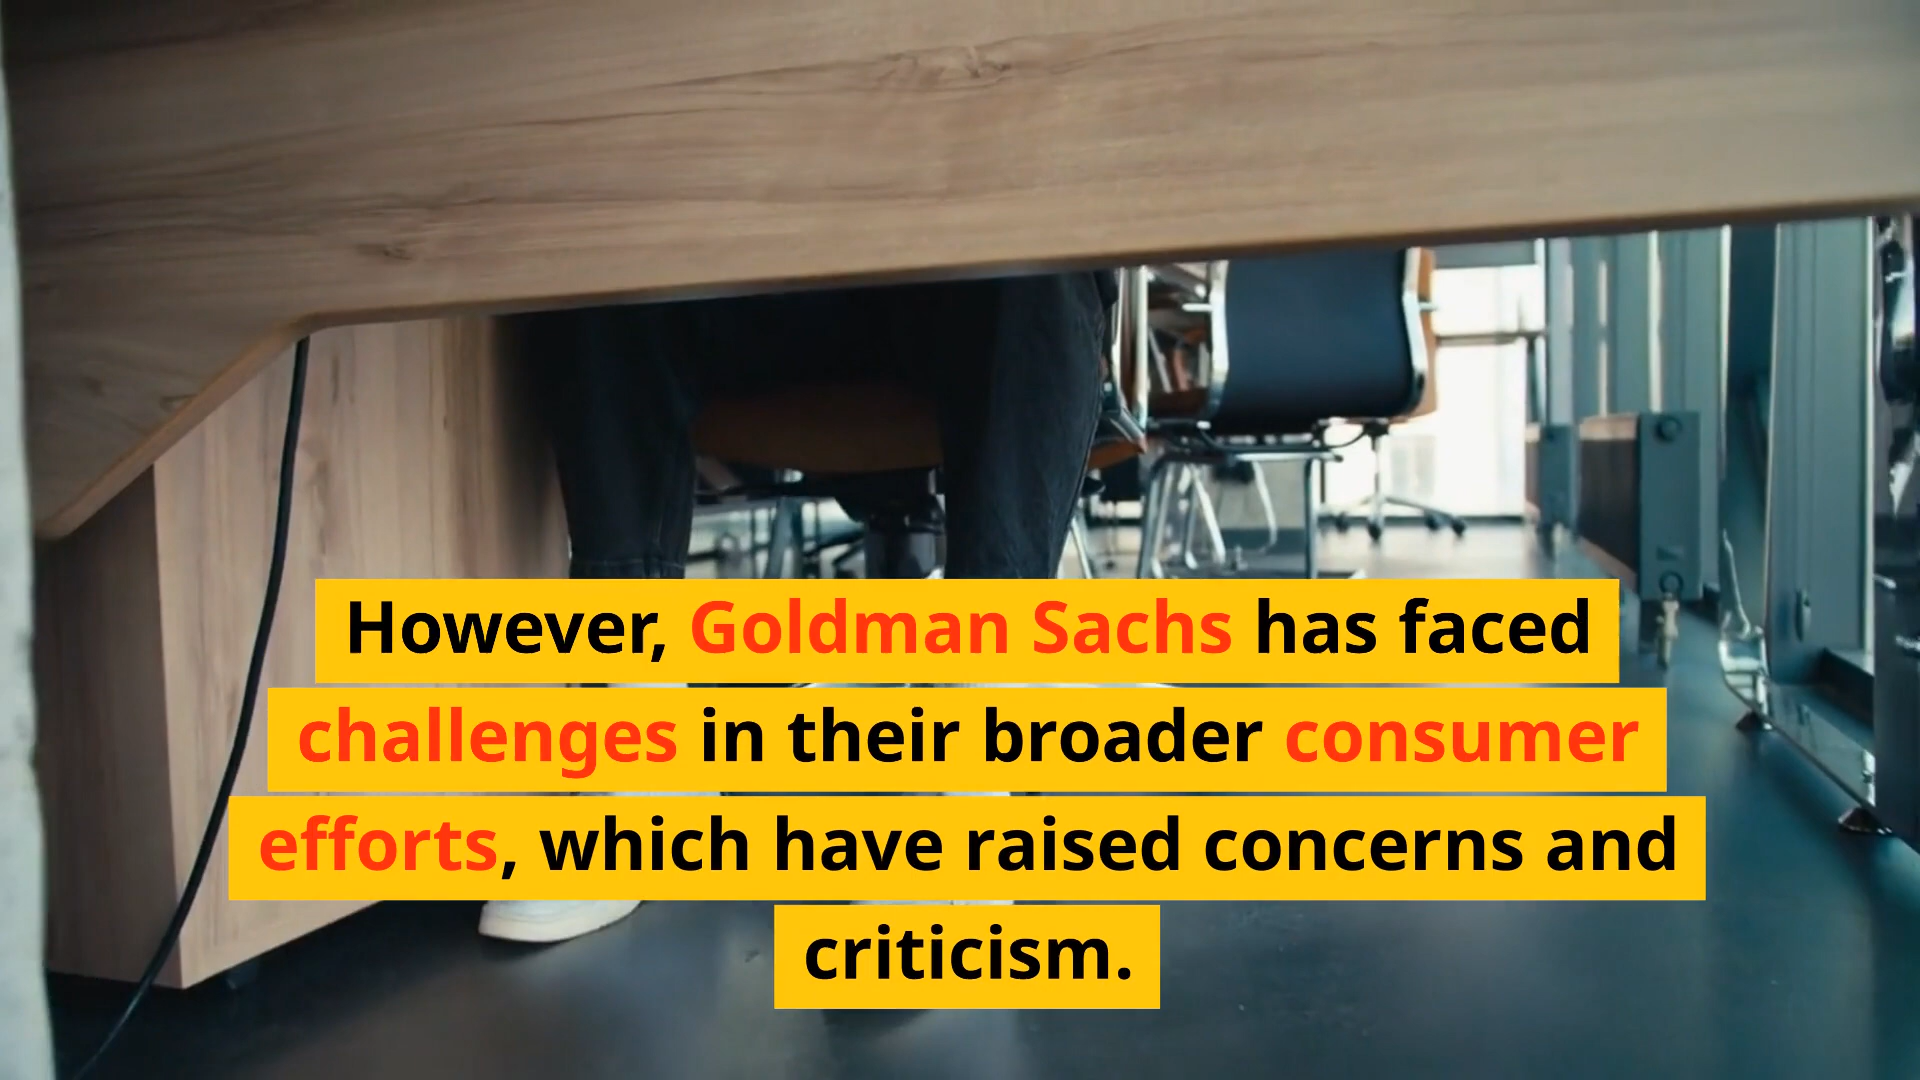 However, Goldman Sachs has faced
challenges in their broader consumer
efforts, which have raised concerns and
criticism.